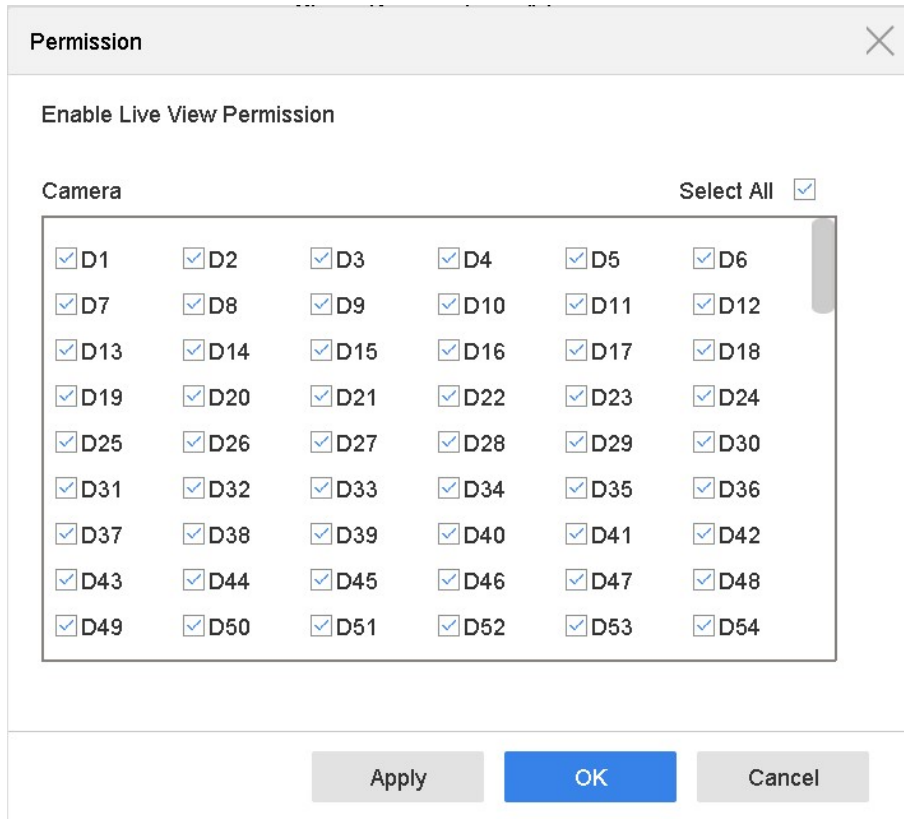 Permission
Enable Live View Permission
Camera Select All
D1 D2 D3 D4 D5 D6
D7 D8 D9 D10 D11 D12
D13 D14 D15 D16 D17 D18
D19 D20 D21 D22 D23 D24
D25 D26 D27 D28 D29 D30
D31 D32 D33 D34 D35 D36
D37 D38 D39 D40 D41 D42
D43 D44 D45 D46 D47 D48
D49 D50 D51 D52 D53 D54
Apply OK Cancel